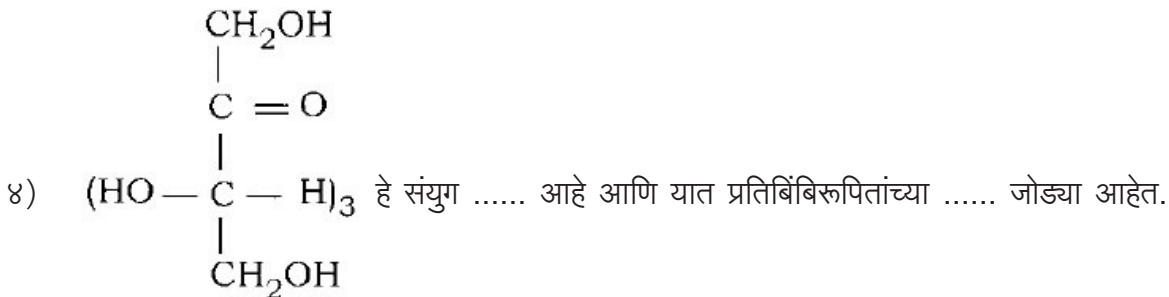 CH₂OH
C = O
४) (HO — C — H)₃ हे संयुग ...... आहे आणि यात प्रतिबिंबिरूपितांच्या ...... जोड्या आहेत.
CH₂OH